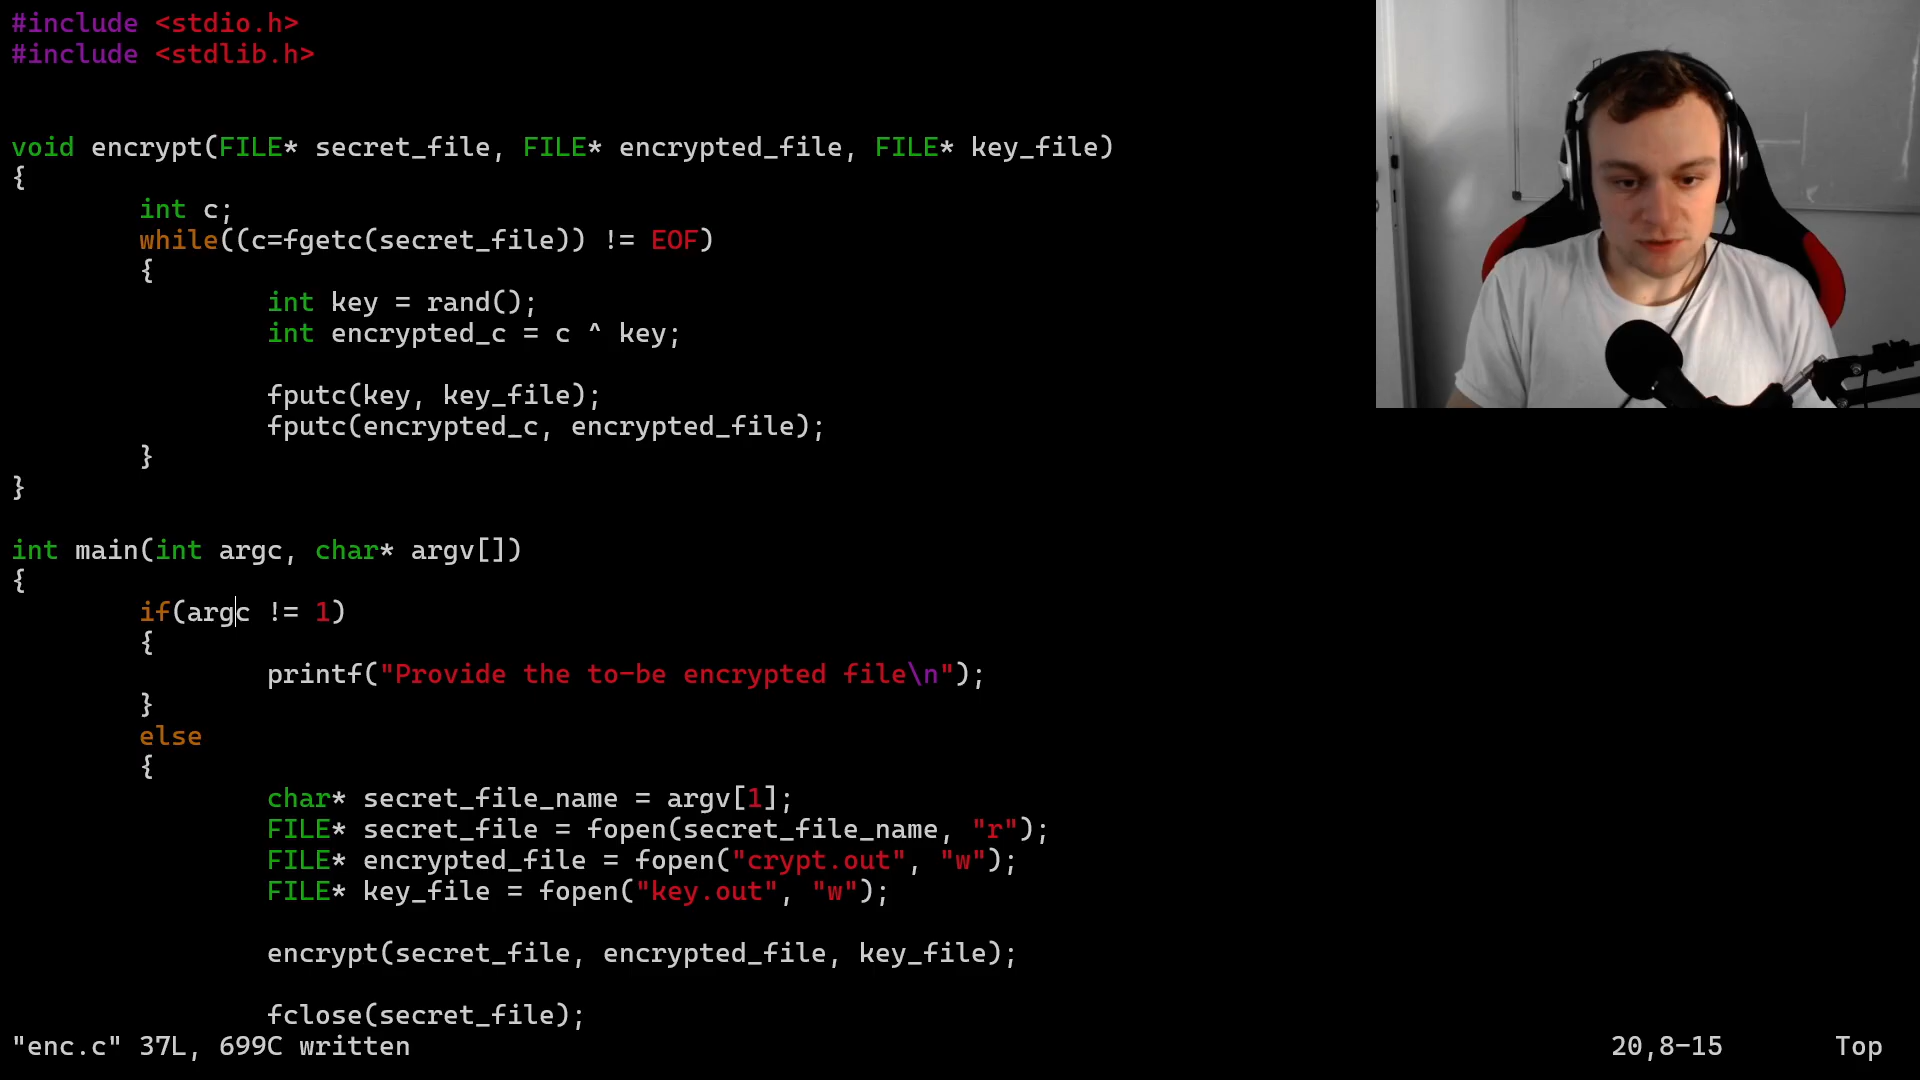 #include <stdio.h>
#include <stdlib.h>
void encrypt(FILE* secret_file, FILE* encrypted_file, FILE* key_file)
{
int c;
while((c=fgetc(secret_file)) != EOF)
{
int key = rand();
int encrypted_c = c ^ key;
fputc(key, key_file);
fputc(encrypted_c, encrypted_file);
}
}
int main(int argc, char* argv[])
{
if(argc != 1)
{
printf("Provide the to-be encrypted file\n");
}
else
{
char* secret_file_name = argv[1];
FILE* secret_file = fopen(secret_file_name, "r");
FILE* encrypted_file = fopen("crypt.out", "w");
FILE* key_file = fopen("key.out", "w");
encrypt(secret_file, encrypted_file, key_file);
fclose(secret_file);
"enc.c" 37L, 699C written 20,8-15 Top